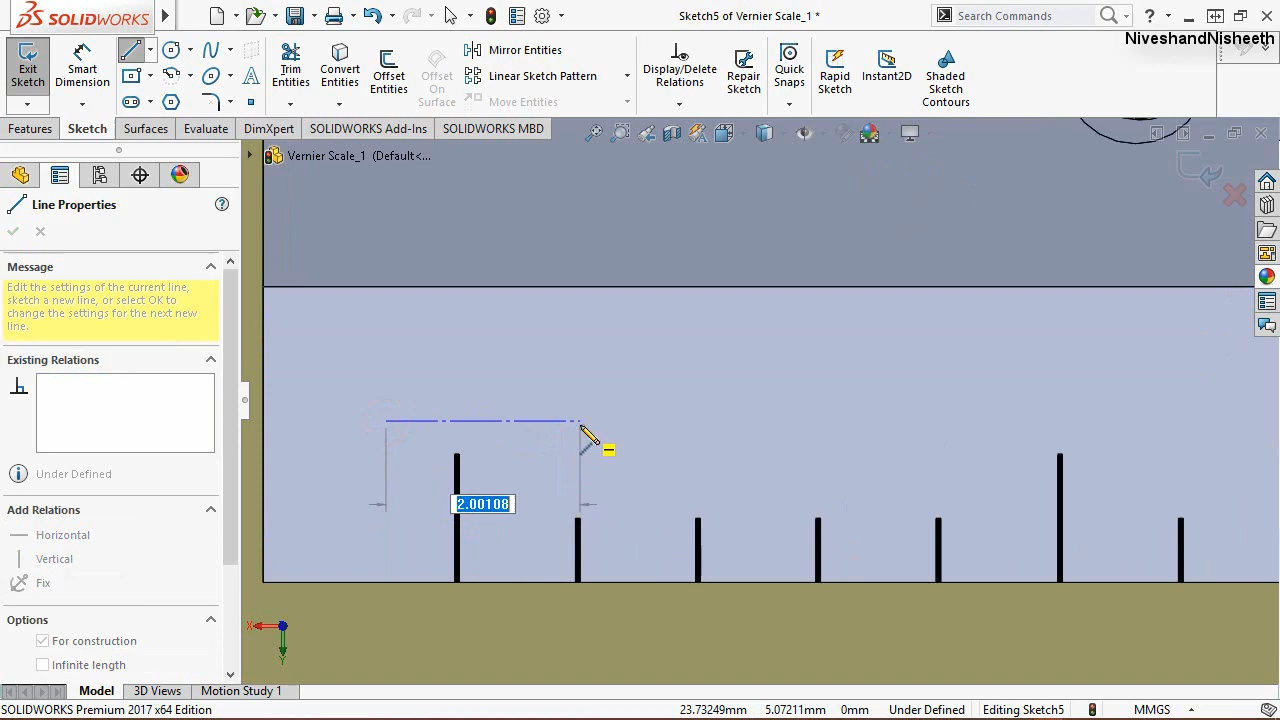 SOLIDWORKS
Sketch5 of Vernier Scale_1 *
Search Commands
NiveshandNisheeth
Exit
Sketch
Smart
Dimension
Trim
Entities
Convert
Entities
Offset
Entities
Offset
On
Surface
Mirror Entities
Linear Sketch Pattern
Move Entities
Display/Delete
Relations
Repair
Sketch
Quick
Snaps
Rapid
Sketch
Instant2D
Shaded
Sketch
Contours
Features
Sketch
Surfaces
Evaluate
DimXpert
SOLIDWORKS Add-Ins
SOLIDWORKS MBD
Vernier Scale_1 (Default<...
Line Properties
Message
Edit the settings of the current line,
sketch a new line, or select OK to
change the settings for the next new
line.
Existing Relations
Under Defined
Add Relations
Horizontal
Vertical
Fix
Options
For construction
Infinite length
2.00108
X
Y
Model
3D Views
Motion Study 1
SOLIDWORKS Premium 2017 x64 Edition
23.73249mm
5.07211mm
0mm
Under Defined
Editing Sketch5
MMGS